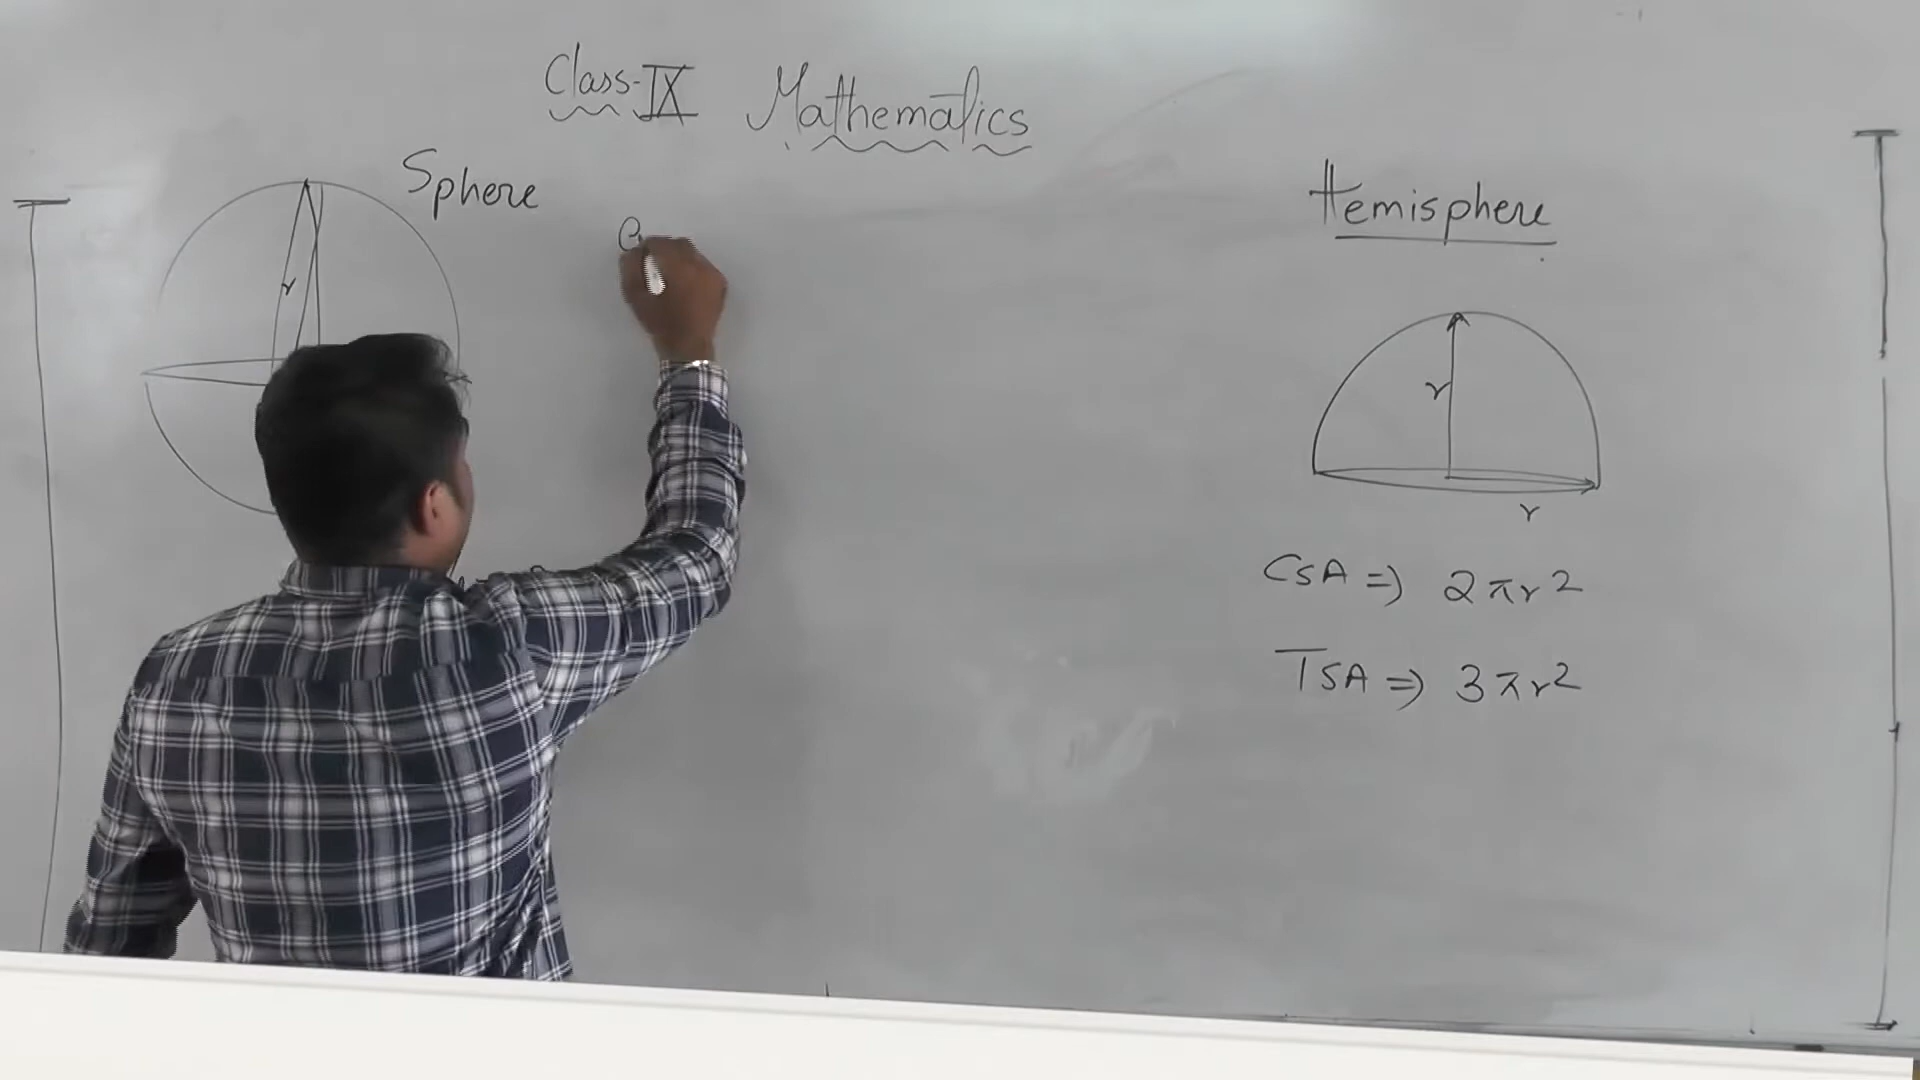 Class-IX Mathematics
Sphere
r
Hemisphere
r
r
CSA => 2πr²
TSA => 3πr²